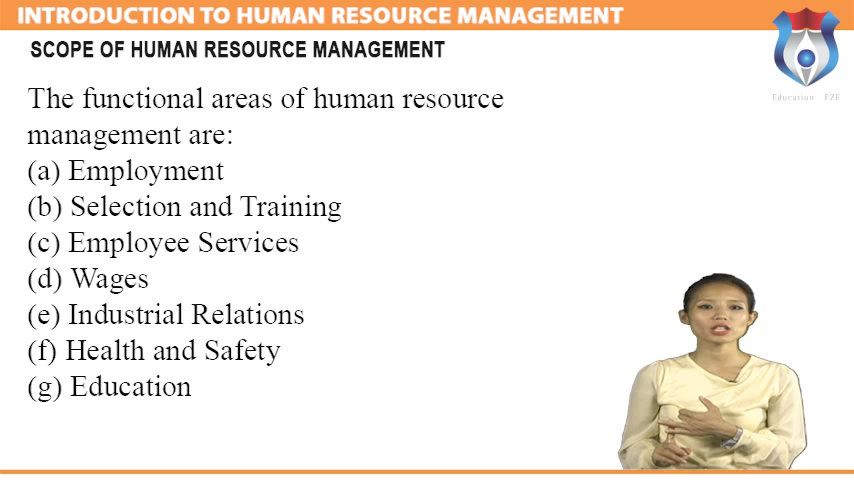 INTRODUCTION TO HUMAN RESOURCE MANAGEMENT
SCOPE OF HUMAN RESOURCE MANAGEMENT
Education FZE
The functional areas of human resource
management are:
(a) Employment
(b) Selection and Training
(c) Employee Services
(d) Wages
(e) Industrial Relations
(f) Health and Safety
(g) Education